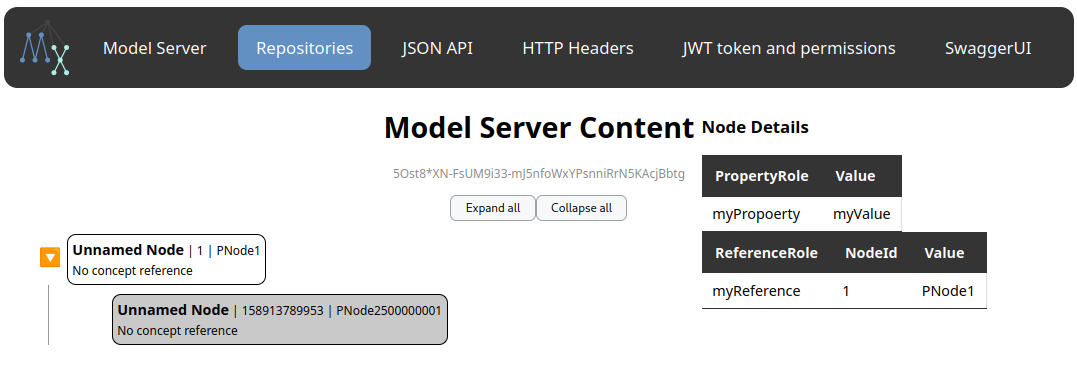 Model Server Repositories JSON API HTTP Headers JWT token and permissions SwaggerUI
Model Server Content
5Ost8*XN-FsUM9i33-mJ5nfoWxYPsnniRrN5KAcjBbtg
Expand all Collapse all
Unnamed Node | 1 | PNode1
No concept reference
Unnamed Node | 158913789953 | PNode2500000001
No concept reference
Node Details
PropertyRole Value
myPropoerty myValue
ReferenceRole NodeId Value
myReference 1 PNode1